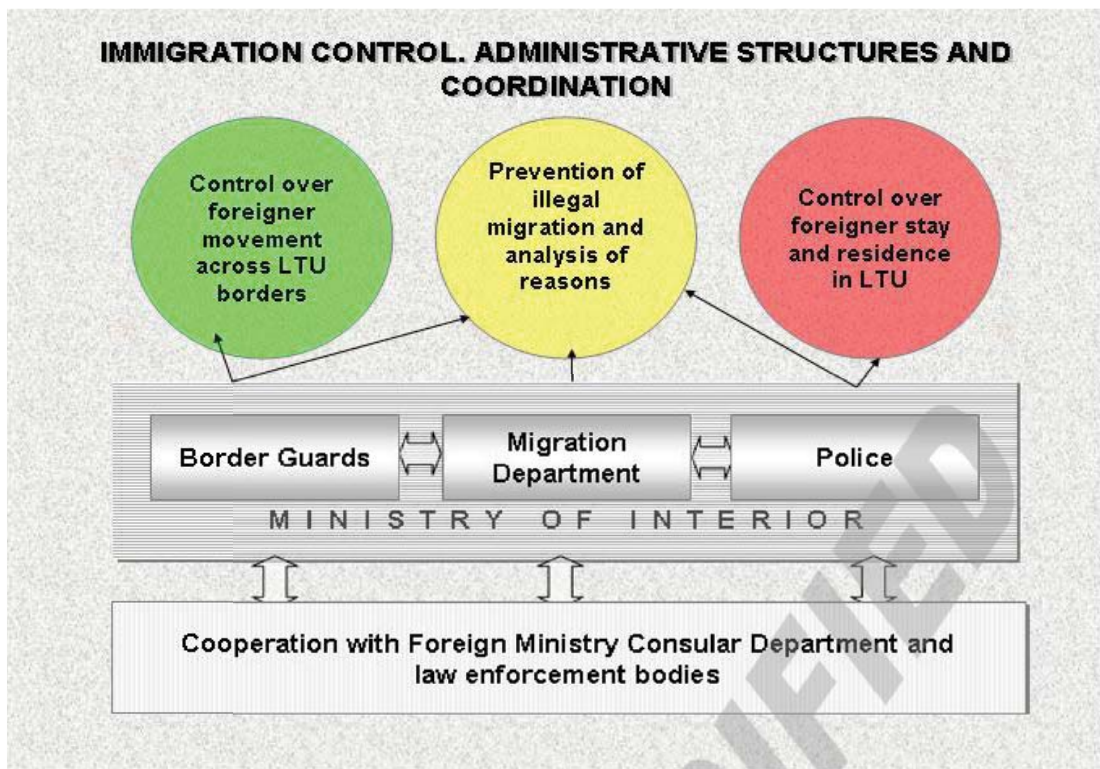 IMMIGRATION CONTROL. ADMINISTRATIVE STRUCTURES AND
COORDINATION
Control over
foreigner
movement
across LTU
borders
Prevention of
illegal
migration and
analysis of
reasons
Control over
foreigner stay
and residence
in LTU
Border Guards
Migration
Department
Police
MINISTRY OF INTERIOR
Cooperation with Foreign Ministry Consular Department and
law enforcement bodies